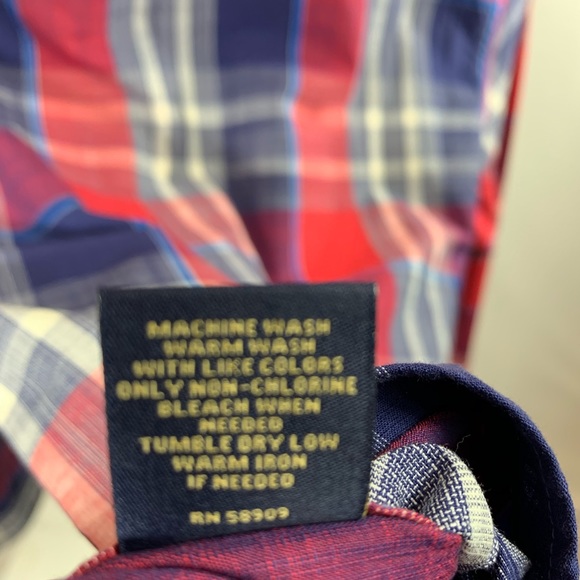 MACHINE WASH
WARM WASH
WITH LIKE COLORS
ONLY NON-CHLORINE
BLEACH WHEN
NEEDED
TUMBLE DRY LOW
WARM IRON
IF NEEDED
RN 58909